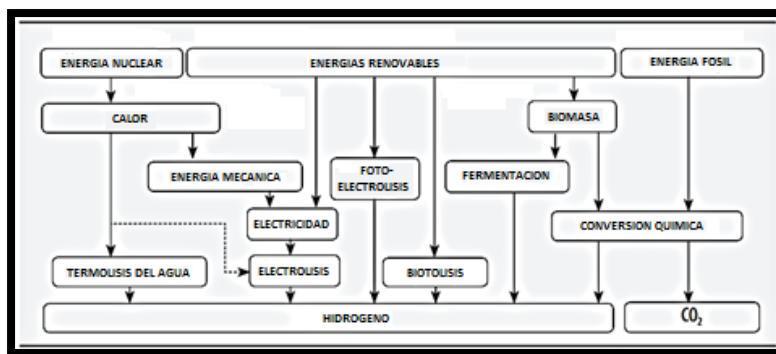 ENERGIA NUCLEAR
ENERGIAS RENOVABLES
ENERGIA FOSIL
CALOR
BIOMASA
ENERGIA MECANICA
FOTO-
ELECTROLISIS
FERMENTACION
ELECTRICIDAD
CONVERSION QUIMICA
TERMOLISIS DEL AGUA
ELECTROLISIS
BIOTOLISIS
HIDROGENO
CO₂